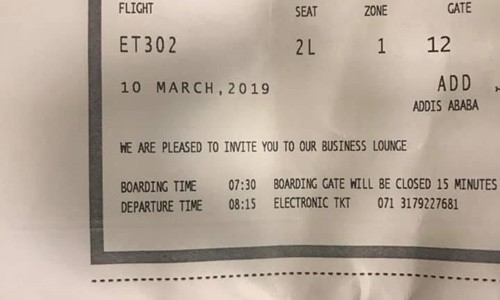 FLIGHT SEAT ZONE GATE
ET302 2L 1 12
10 MARCH,2019 ADD
ADDIS ABABA
WE ARE PLEASED TO INVITE YOU TO OUR BUSINESS LOUNGE
BOARDING TIME 07:30 BOARDING GATE WILL BE CLOSED 15 MINUTES
DEPARTURE TIME 08:15 ELECTRONIC TKT 071 3179227681